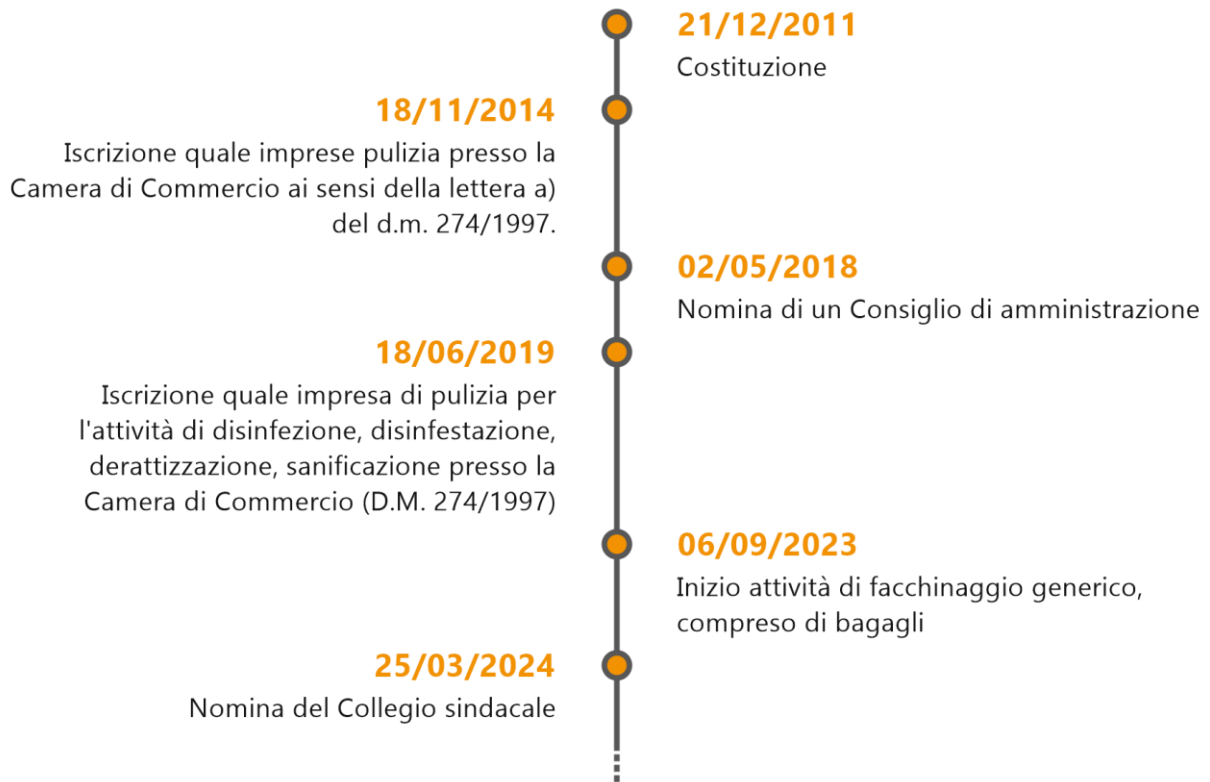 21/12/2011
Costituzione
18/11/2014
Iscrizione quale imprese pulizia presso la
Camera di Commercio ai sensi della lettera a)
del d.m. 274/1997.
02/05/2018
Nomina di un Consiglio di amministrazione
18/06/2019
Iscrizione quale impresa di pulizia per
l'attività di disinfezione, disinfestazione,
derattizzazione, sanificazione presso la
Camera di Commercio (D.M. 274/1997)
06/09/2023
Inizio attività di facchinaggio generico,
compreso di bagagli
25/03/2024
Nomina del Collegio sindacale